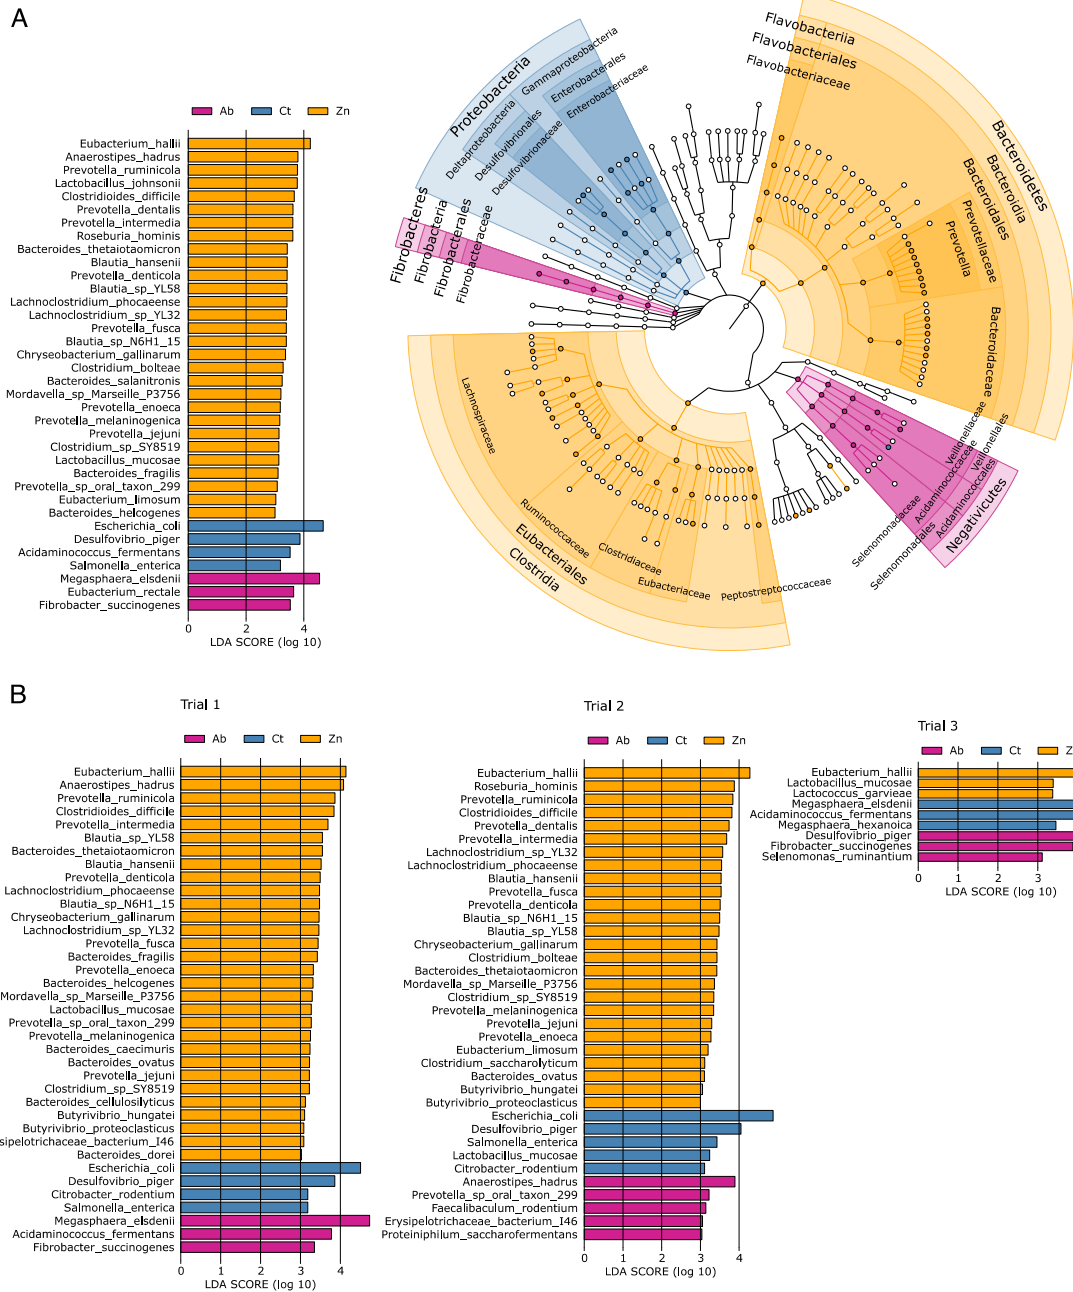 A
Ab Ct Zn
Eubacterium_hallii
Anaerostipes_hadrus
Prevotella_ruminicola
Lactobacillus_johnsonii
Clostridioides_difficile
Prevotella_dentalis
Prevotella_intermedia
Roseburia_hominis
Bacteroides_thetaiotaomicron
Blautia_hansenii
Prevotella_denticola
Blautia_sp_YL58
Lachnoclostridium_phocaeense
Lachnoclostridium_sp_YL32
Prevotella_fusca
Blautia_sp_N6H1_15
Chryseobacterium_gallinarum
Clostridium_bolteae
Bacteroides_salanitronis
Mordavella_sp_Marseille_P3756
Prevotella_enoeca
Prevotella_melaninogenica
Prevotella_jejuni
Clostridium_sp_SY8519
Lactobacillus_mucosae
Bacteroides_fragilis
Prevotella_sp_oral_taxon_299
Eubacterium_limosum
Bacteroides_helcogenes
Escherichia_coli
Desulfovibrio_piger
Acidaminococcus_fermentans
Salmonella_enterica
Megasphaera_elsdenii
Eubacterium_rectale
Fibrobacter_succinogenes
0 2 4
LDA SCORE (log 10)
Fibrobacteres
Fibrobacteria
Fibrobacterales
Fibrobacteraceae
Proteobacteria
Deltaproteobacteria
Desulfovibrionales
Desulfovibrionaceae
Gammaproteobacteria
Enterobacterales
Enterobacteriaceae
Flavobacteriia
Flavobacteriales
Flavobacteriaceae
Bacteroidetes
Bacteroidia
Bacteroidales
Prevotellaceae
Prevotella
Bacteroidaceae
Veillonellaceae
Veillonellales
Acidaminococcaceae
Acidaminococcales
Selenomonadaceae
Selenomonadales
Negativicutes
Peptostreptococcaceae
Eubacteriaceae
Clostridiaceae
Ruminococcaceae
Lachnospiraceae
Eubacteriales
Clostridia
B
Trial 1
Ab Ct Zn
Eubacterium_hallii
Anaerostipes_hadrus
Prevotella_ruminicola
Clostridioides_difficile
Prevotella_intermedia
Blautia_sp_YL58
Bacteroides_thetaiotaomicron
Blautia_hansenii
Prevotella_denticola
Lachnoclostridium_phocaeense
Blautia_sp_N6H1_15
Chryseobacterium_gallinarum
Lachnoclostridium_sp_YL32
Prevotella_fusca
Bacteroides_fragilis
Prevotella_enoeca
Bacteroides_helcogenes
Mordavella_sp_Marseille_P3756
Lactobacillus_mucosae
Prevotella_sp_oral_taxon_299
Prevotella_melaninogenica
Bacteroides_caecimuris
Bacteroides_ovatus
Prevotella_jejuni
Clostridium_sp_SY8519
Bacteroides_cellulosilyticus
Butyrivibrio_hungatei
Butyrivibrio_proteoclasticus
sipelotrichaceae_bacterium_I46
Bacteroides_dorei
Escherichia_coli
Desulfovibrio_piger
Citrobacter_rodentium
Salmonella_enterica
Megasphaera_elsdenii
Acidaminococcus_fermentans
Fibrobacter_succinogenes
0 1 2 3 4
LDA SCORE (log 10)
Trial 2
Ab Ct Zn
Eubacterium_hallii
Roseburia_hominis
Prevotella_ruminicola
Clostridioides_difficile
Prevotella_dentalis
Prevotella_intermedia
Lachnoclostridium_sp_YL32
Lachnoclostridium_phocaeense
Blautia_hansenii
Prevotella_fusca
Prevotella_denticola
Blautia_sp_N6H1_15
Blautia_sp_YL58
Chryseobacterium_gallinarum
Clostridium_bolteae
Bacteroides_thetaiotaomicron
Mordavella_sp_Marseille_P3756
Clostridium_sp_SY8519
Prevotella_melaninogenica
Prevotella_jejuni
Prevotella_enoeca
Eubacterium_limosum
Clostridium_saccharolyticum
Bacteroides_ovatus
Butyrivibrio_hungatei
Butyrivibrio_proteoclasticus
Escherichia_coli
Desulfovibrio_piger
Salmonella_enterica
Lactobacillus_mucosae
Citrobacter_rodentium
Anaerostipes_hadrus
Prevotella_sp_oral_taxon_299
Faecalibaculum_rodentium
Erysipelotrichaceae_bacterium_I46
Proteiniphilum_saccharofermentans
0 1 2 3 4
LDA SCORE (log 10)
Trial 3
Ab Ct Z
Eubacterium_hallii
Lactobacillus_mucosae
Lactococcus_garvieae
Megasphaera_elsdenii
Acidaminococcus_fermentans
Megasphaera_hexanoica
Desulfovibrio_piger
Fibrobacter_succinogenes
Selenomonas_ruminantium
0 1 2 3
LDA SCORE (log 10)